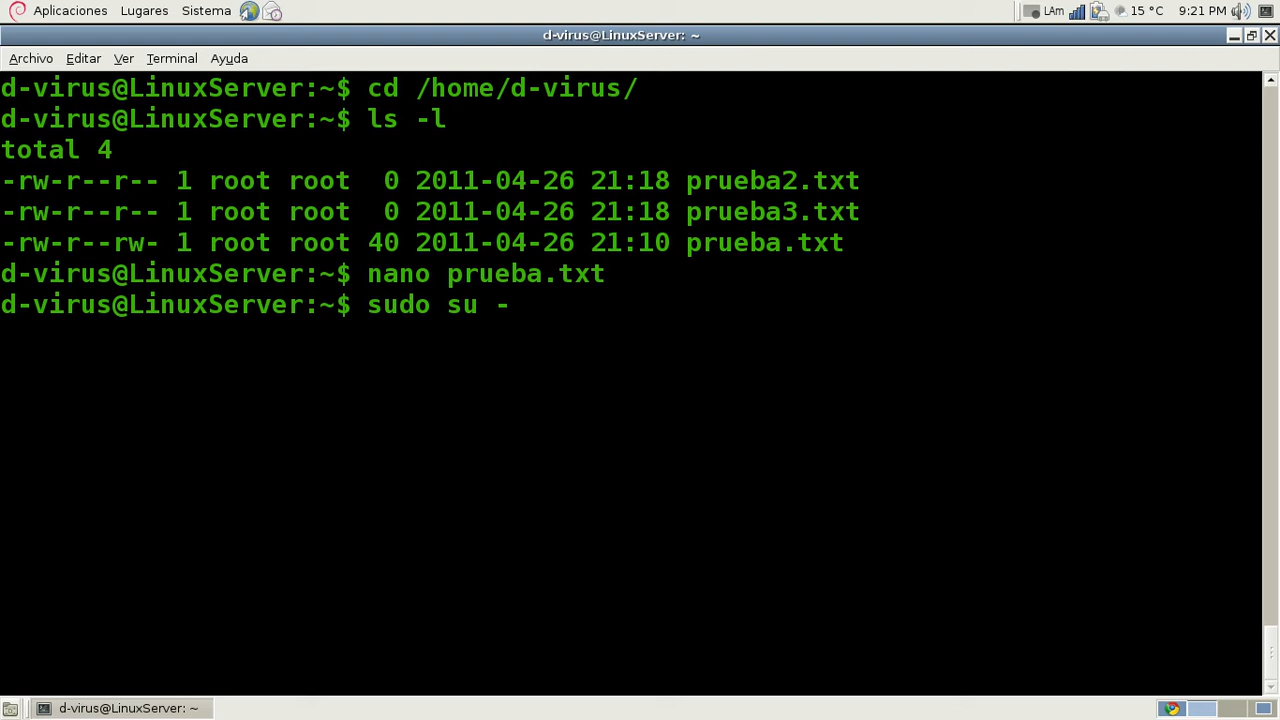 Aplicaciones Lugares Sistema LAm 15 °C 9:21 PM
d-virus@LinuxServer: ~
Archivo Editar Ver Terminal Ayuda
d-virus@LinuxServer:~$ cd /home/d-virus/
d-virus@LinuxServer:~$ ls -l
total 4
-rw-r--r-- 1 root root  0 2011-04-26 21:18 prueba2.txt
-rw-r--r-- 1 root root  0 2011-04-26 21:18 prueba3.txt
-rw-r--rw- 1 root root 40 2011-04-26 21:10 prueba.txt
d-virus@LinuxServer:~$ nano prueba.txt
d-virus@LinuxServer:~$ sudo su -
d-virus@LinuxServer: ~